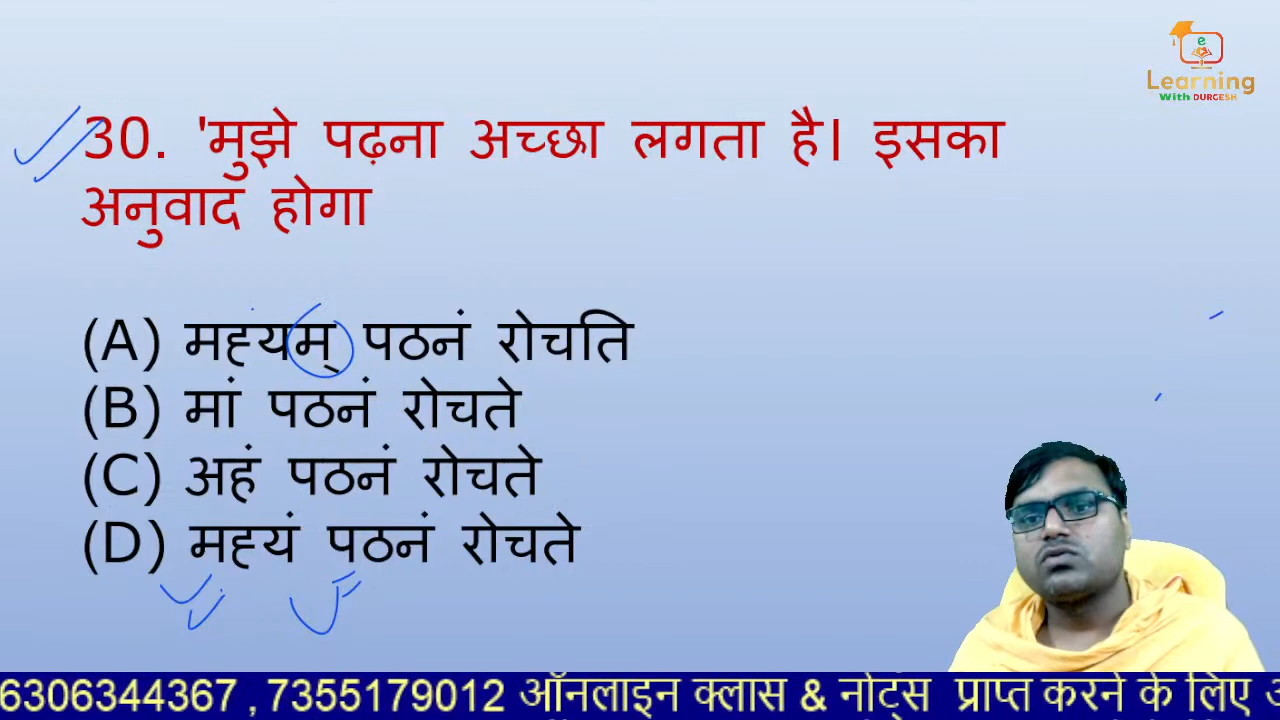 e
Learning
With DURGESH
30. 'मुझे पढ़ना अच्छा लगता है। इसका
अनुवाद होगा
(A) मह्यम् पठनं रोचति
(B) मां पठनं रोचते
(C) अहं पठनं रोचते
(D) मह्यं पठनं रोचते
6306344367 , 7355179012 ऑनलाइन क्लास & नोट्स प्राप्त करने के लिए